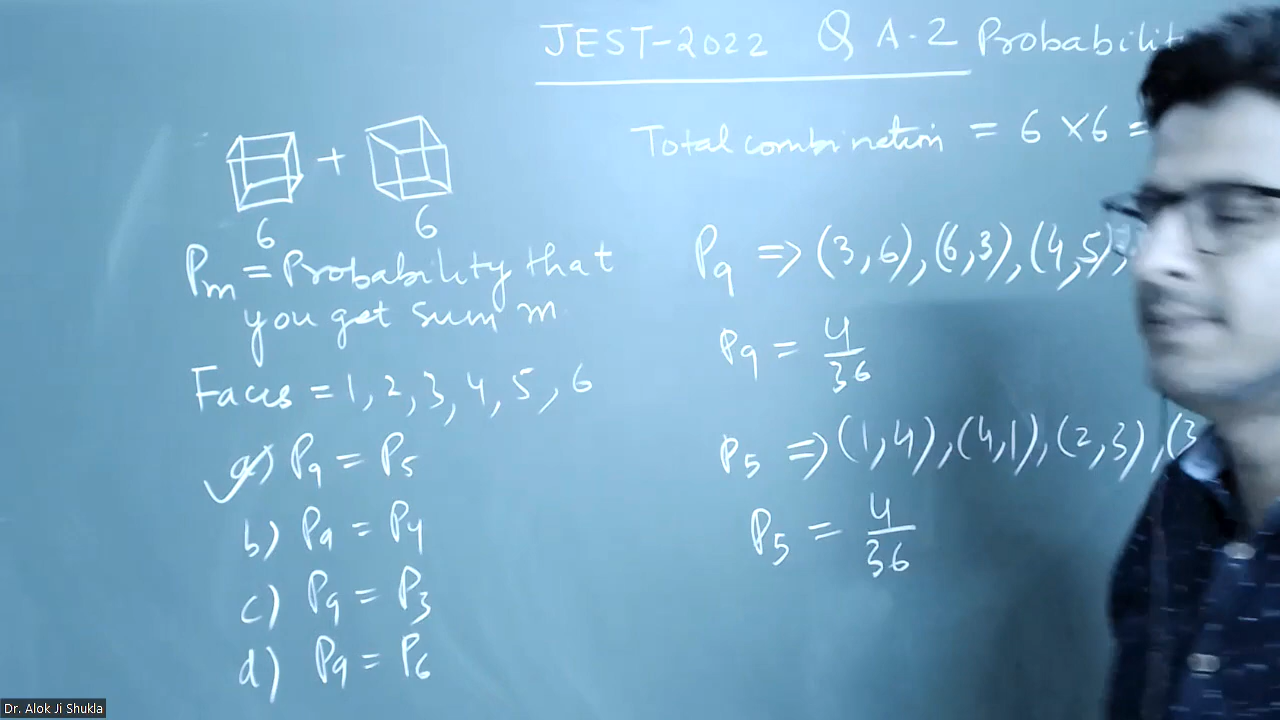 JEST-2022 Q A-2 Probabilit
Total combination = 6 × 6 =
+
6 6
Pm = Probability that
you get sum m.
Faces = 1, 2, 3, 4, 5, 6
a) P9 = P5
b) P9 = P4
c) P9 = P3
d) P9 = P6
P9 => (3,6), (6,3), (4,5),
P9 = 4/36
P5 => (1,4), (4,1), (2,3), (3
P5 = 4/36
Dr. Alok Ji Shukla